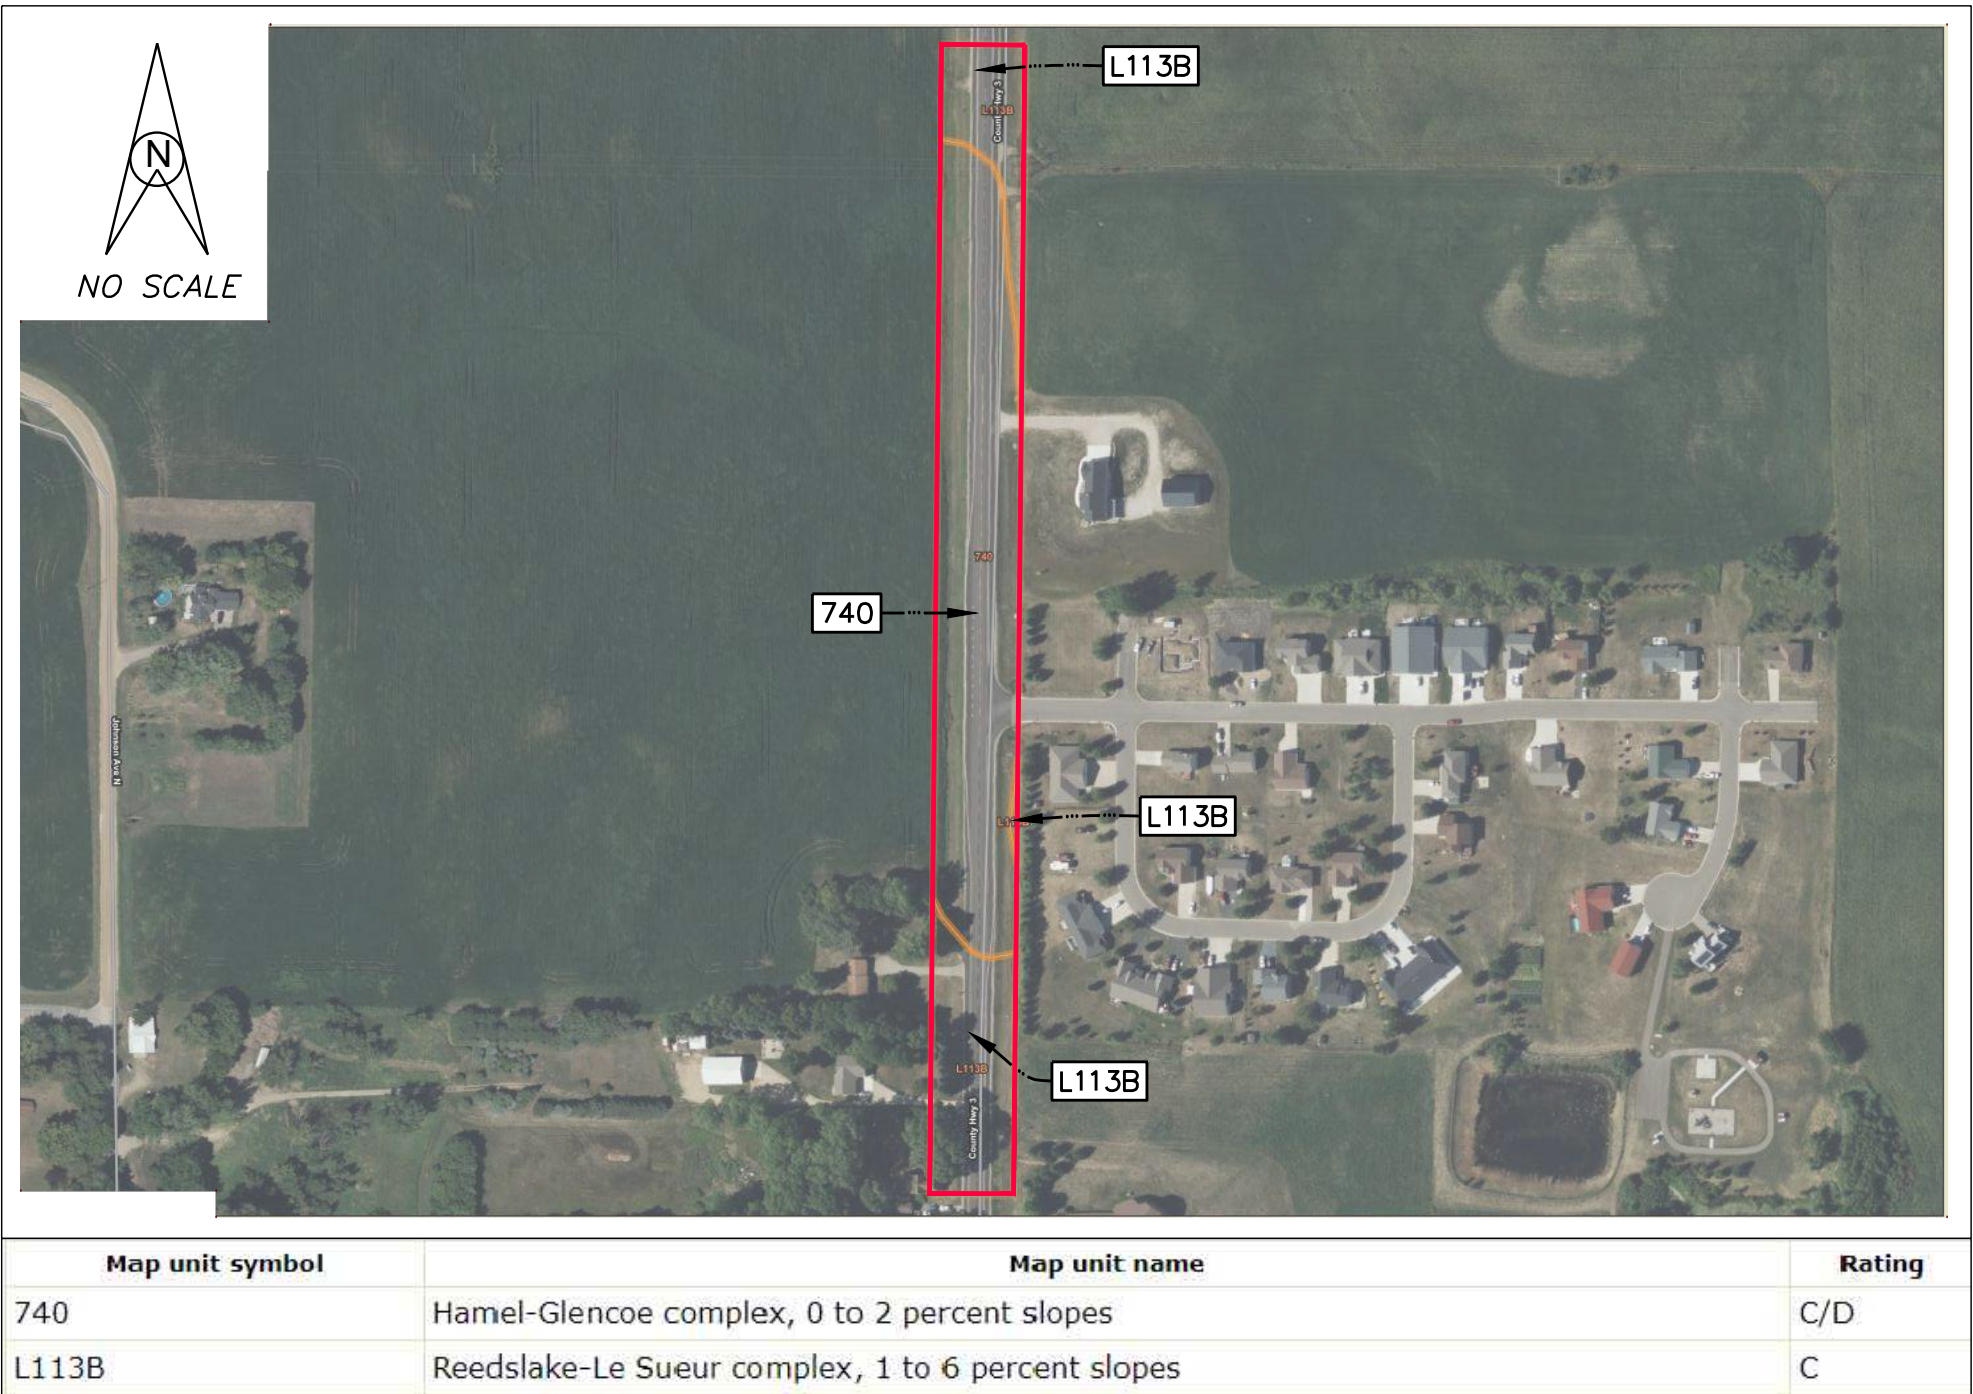 L113B
County Hwy 3
L113B
N
NO SCALE
740
740
Johnson Ave N
L113B
L113B
L113B
County Hwy 3
Map unit symbol
Map unit name
Rating
740
Hamel-Glencoe complex, 0 to 2 percent slopes
C/D
L113B
Reedslake-Le Sueur complex, 1 to 6 percent slopes
C